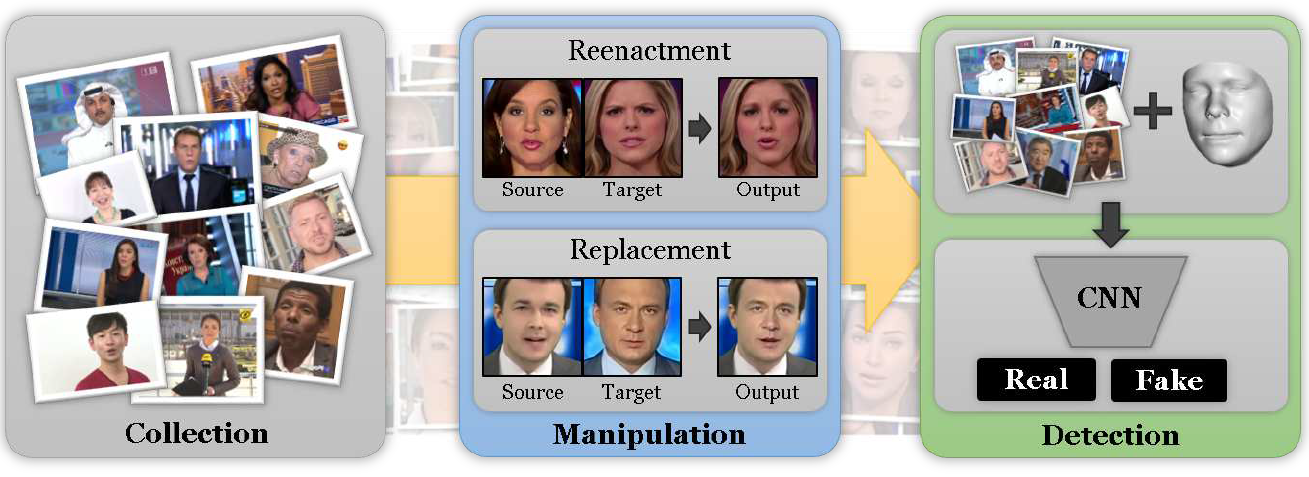 Collection
Reenactment
Source Target Output
Replacement
Source Target Output
Manipulation
CNN
Real Fake
Detection